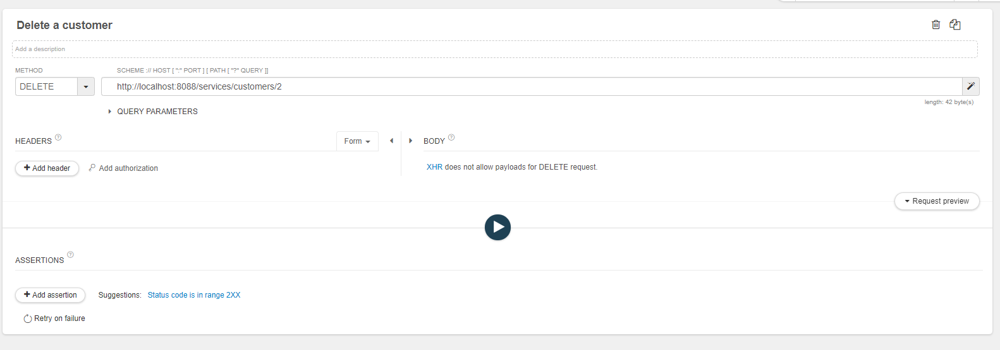 Delete a customer
Add a description
METHOD
SCHEME :// HOST [ ":" PORT ] [ PATH [ "?" QUERY ]]
DELETE
http://localhost:8088/services/customers/2
length: 42 byte(s)
QUERY PARAMETERS
HEADERS ?
Form
BODY ?
+ Add header
Add authorization
XHR does not allow payloads for DELETE request.
Request preview
ASSERTIONS ?
+ Add assertion
Suggestions: Status code is in range 2XX
Retry on failure